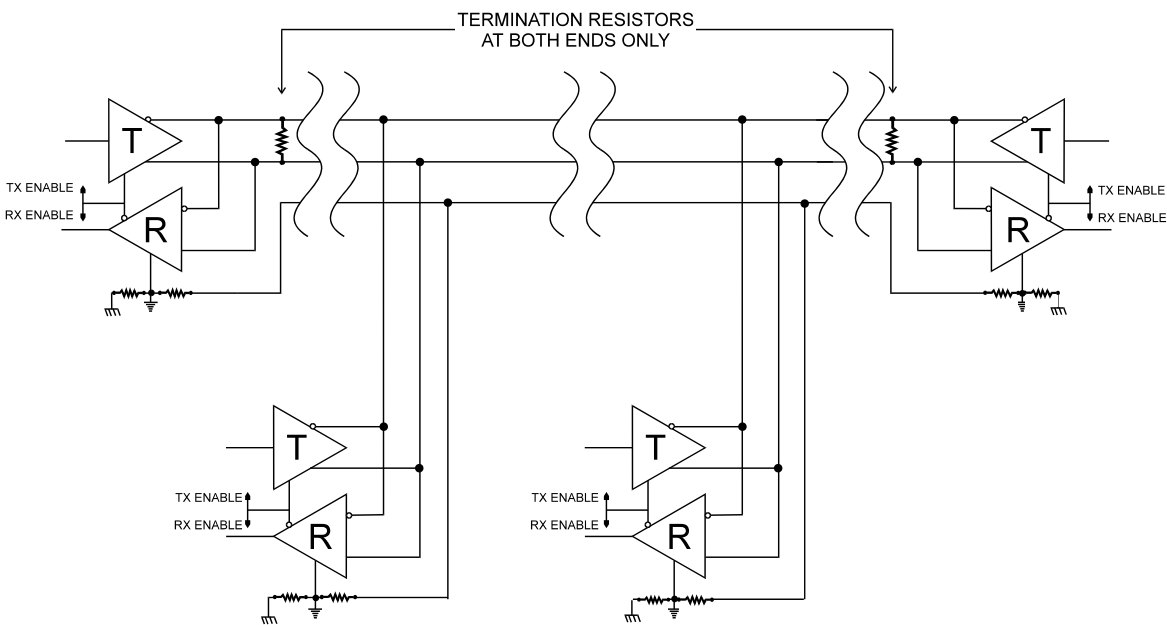 TERMINATION RESISTORS
AT BOTH ENDS ONLY
T
T
TX ENABLE
RX ENABLE
R
R
TX ENABLE
RX ENABLE
T
T
TX ENABLE
RX ENABLE
R
TX ENABLE
RX ENABLE
R